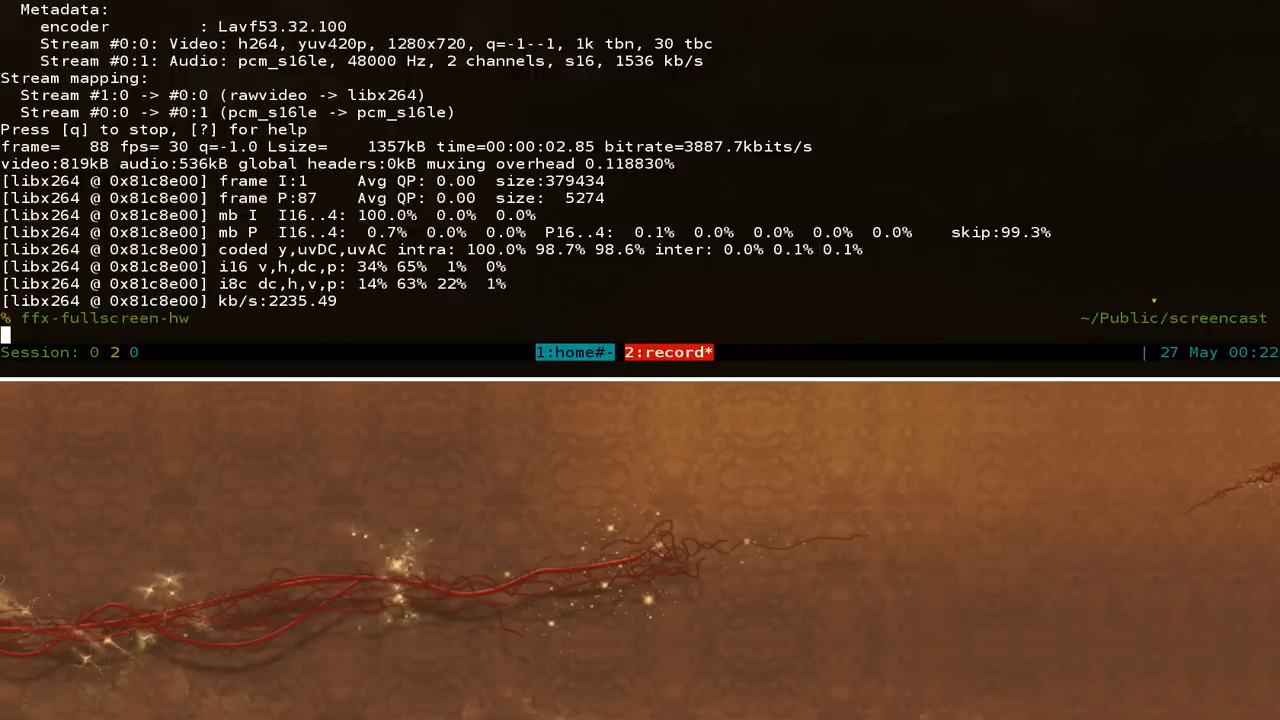 Metadata:
encoder : Lavf53.32.100
Stream #0:0: Video: h264, yuv420p, 1280x720, q=-1--1, 1k tbn, 30 tbc
Stream #0:1: Audio: pcm_s16le, 48000 Hz, 2 channels, s16, 1536 kb/s
Stream mapping:
Stream #1:0 -> #0:0 (rawvideo -> libx264)
Stream #0:0 -> #0:1 (pcm_s16le -> pcm_s16le)
Press [q] to stop, [?] for help
frame=   88 fps= 30 q=-1.0 Lsize=    1357kB time=00:00:02.85 bitrate=3887.7kbits/s
video:819kB audio:536kB global headers:0kB muxing overhead 0.118830%
[libx264 @ 0x81c8e00] frame I:1     Avg QP: 0.00  size:379434
[libx264 @ 0x81c8e00] frame P:87    Avg QP: 0.00  size:  5274
[libx264 @ 0x81c8e00] mb I  I16..4: 100.0%  0.0%  0.0%
[libx264 @ 0x81c8e00] mb P  I16..4:  0.7%  0.0%  0.0%  P16..4:  0.1%  0.0%  0.0%  0.0%  0.0%    skip:99.3%
[libx264 @ 0x81c8e00] coded y,uvDC,uvAC intra: 100.0% 98.7% 98.6% inter: 0.0% 0.1% 0.1%
[libx264 @ 0x81c8e00] i16 v,h,dc,p: 34% 65%  1%  0%
[libx264 @ 0x81c8e00] i8c dc,h,v,p: 14% 63% 22%  1%
[libx264 @ 0x81c8e00] kb/s:2235.49
% ffx-fullscreen-hw ~/Public/screencast
Session: 0 2 0 1:home#- 2:record* | 27 May 00:22